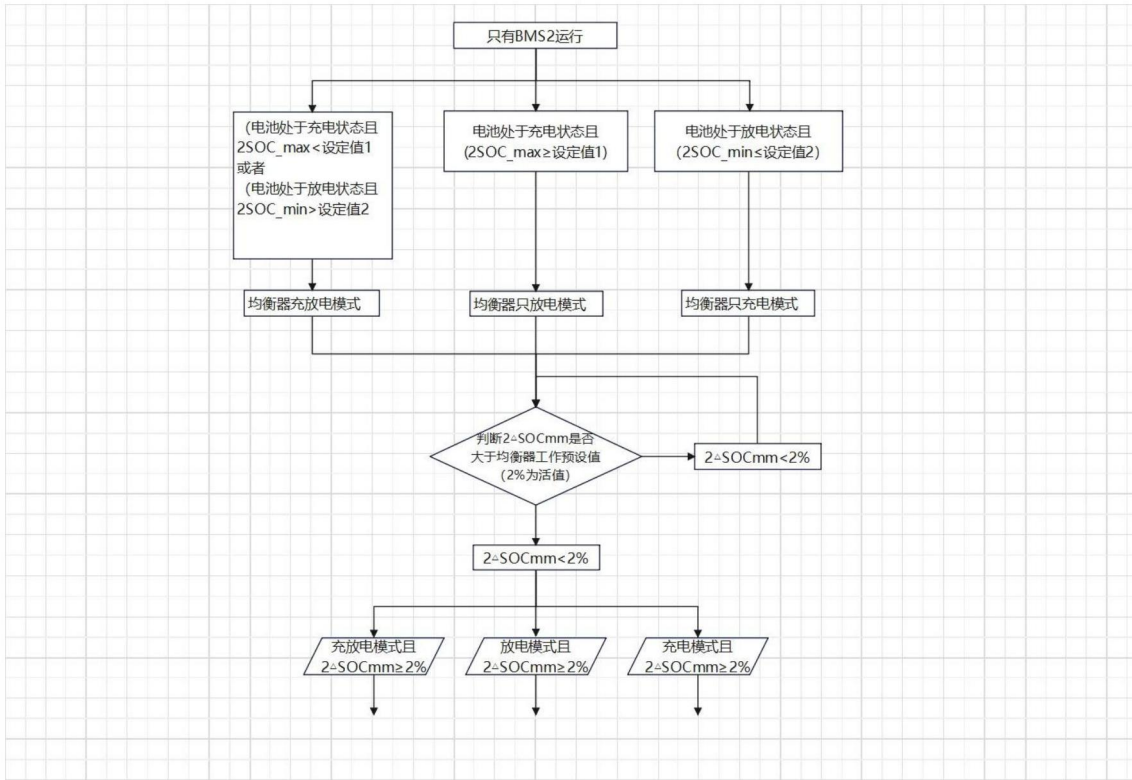 只有BMS2运行
（电池处于充电状态且
2SOC_max<设定值1
或者
（电池处于放电状态且
2SOC_min>设定值2
电池处于充电状态且
(2SOC_max≥设定值1)
电池处于放电状态且
（2SOC_min≤设定值2）
均衡器充放电模式
均衡器只放电模式
均衡器只充电模式
判断2△SOCmm是否
大于均衡器工作预设值
（2%为活值）
2△SOCmm<2%
2△SOCmm<2%
充放电模式且
2△SOCmm≥2%
放电模式且
2△SOCmm≥2%
充电模式且
2△SOCmm≥2%